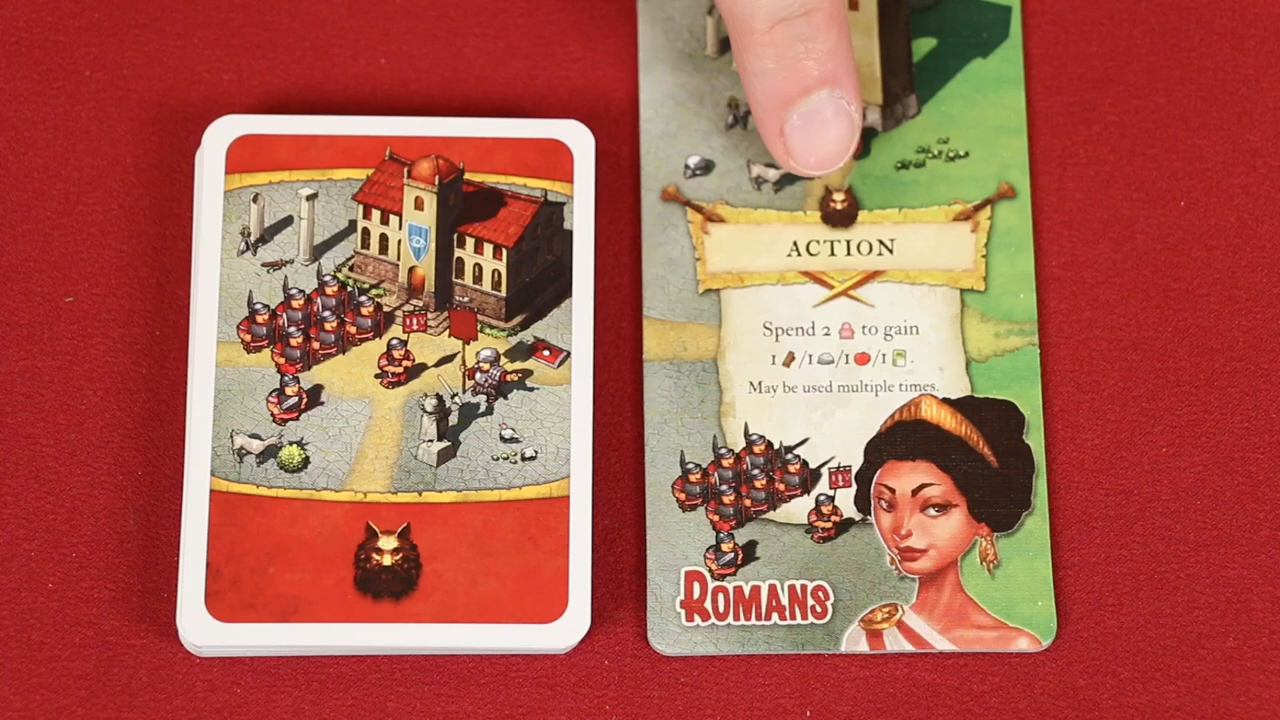 ACTION
Spend 2 to gain
1 /1 /1 /1 .
May be used multiple times.
ROMANS